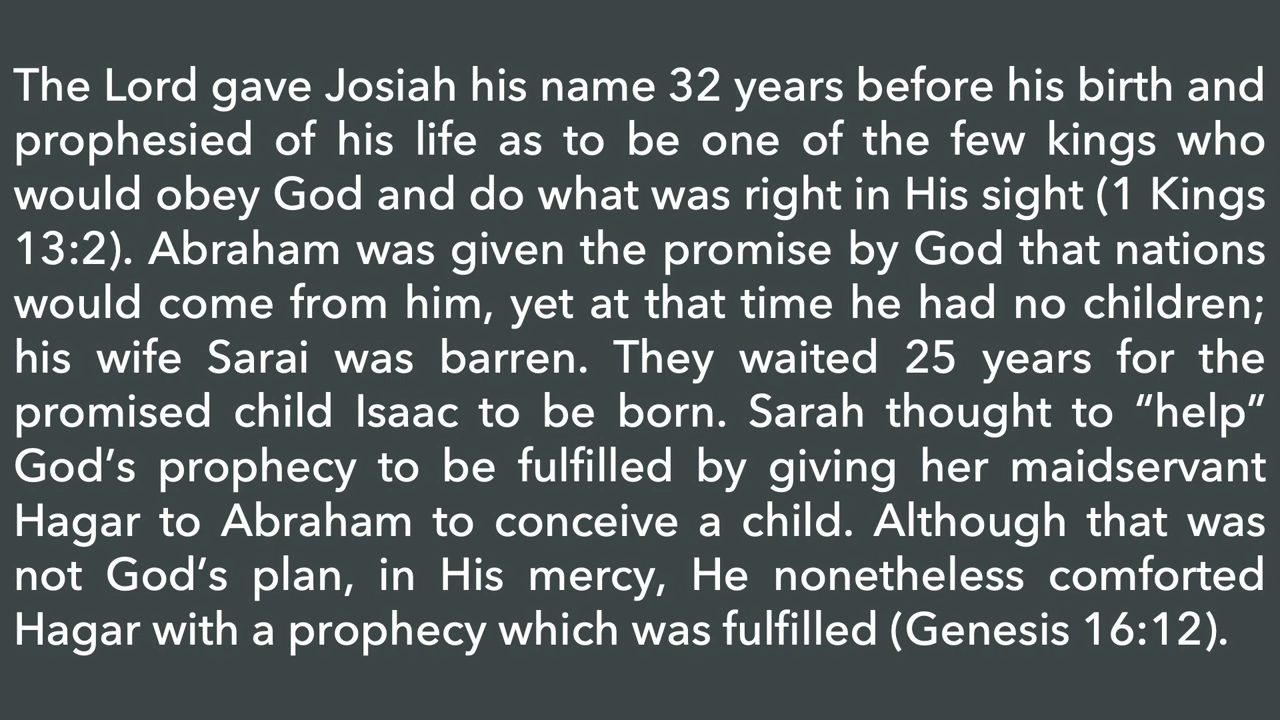 The Lord gave Josiah his name 32 years before his birth and
prophesied of his life as to be one of the few kings who
would obey God and do what was right in His sight (1 Kings
13:2). Abraham was given the promise by God that nations
would come from him, yet at that time he had no children;
his wife Sarai was barren. They waited 25 years for the
promised child Isaac to be born. Sarah thought to “help”
God’s prophecy to be fulfilled by giving her maidservant
Hagar to Abraham to conceive a child. Although that was
not God’s plan, in His mercy, He nonetheless comforted
Hagar with a prophecy which was fulfilled (Genesis 16:12).